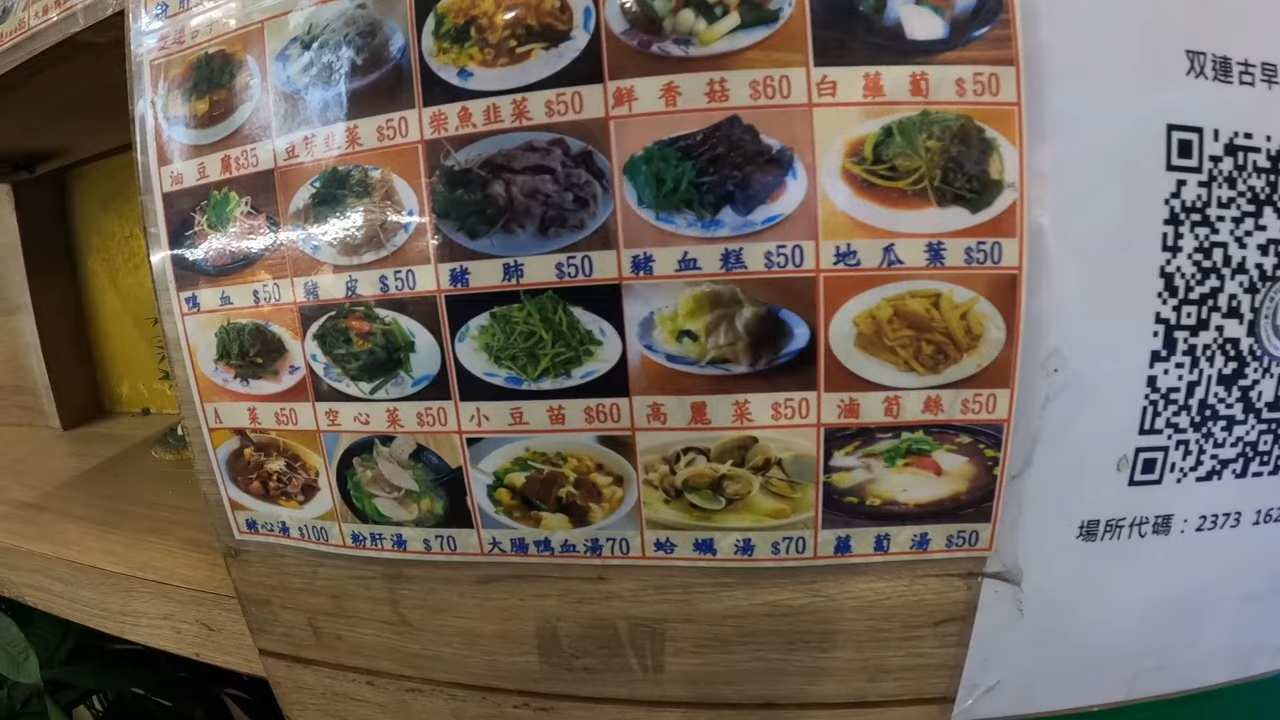 油豆腐$35
豆芽韭菜 $50
柴魚韭菜 $50
鮮香菇 $60
白蘿蔔 $50
鴨血 $50
豬皮 $50
豬肺 $50
豬血糕 $50
地瓜葉 $50
A菜 $50
空心菜 $50
小豆苗 $60
高麗菜 $50
滷筍絲 $50
豬心湯 $100
粉肝湯 $70
大腸鴨血湯70
蛤蠣湯 $70
蘿蔔湯 $50
双連古早
場所代碼：2373 162